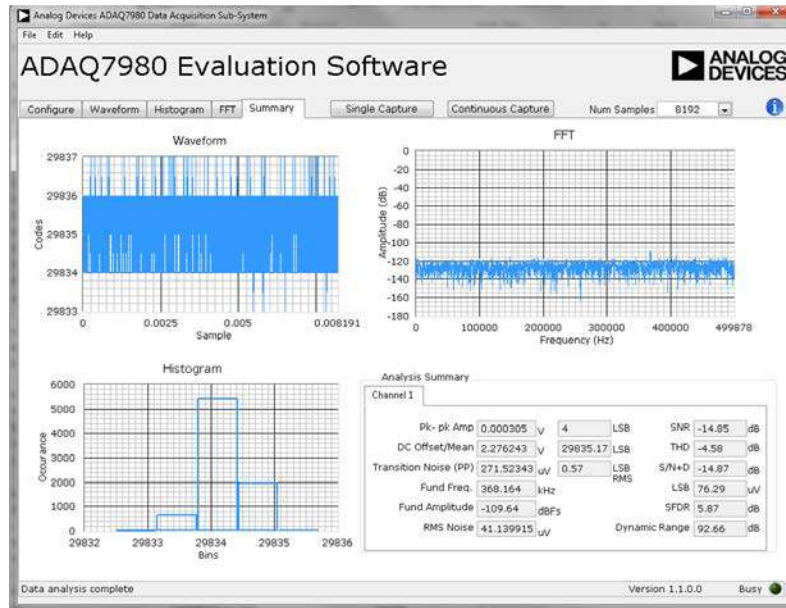 Analog Devices ADAQ7980 Data Acquisition Sub-System
File Edit Help
ADAQ7980 Evaluation Software
ANALOG
DEVICES
Configure Waveform Histogram FFT Summary Single Capture Continuous Capture Num Samples 8192
Waveform
29837
29836
29835
29834
29833
Codes
0 0.0025 0.005 0.008191
Sample
FFT
0
-20
-40
-60
-80
-100
-120
-140
-160
-180
Amplitude (dB)
0 100000 200000 300000 400000 499878
Frequency (Hz)
Histogram
6000
5000
4000
3000
2000
1000
0
Occurance
29832 29833 29834 29835 29836
Bins
Analysis Summary
Channel 1
Pk- pk Amp 0.000305 V 4 LSB SNR -14.85 dB
DC Offset/Mean 2.276243 V 29835.17 LSB THD -4.58 dB
Transition Noise (PP) 271.52343 uV 0.57 LSB RMS S/N+D -14.87 dB
Fund Freq. 368.164 kHz LSB 76.29 uV
Fund Amplitude -109.64 dBFs SFDR 5.87 dB
RMS Noise 41.139915 uV Dynamic Range 92.66 dB
Data analysis complete Version 1.1.0.0 Busy